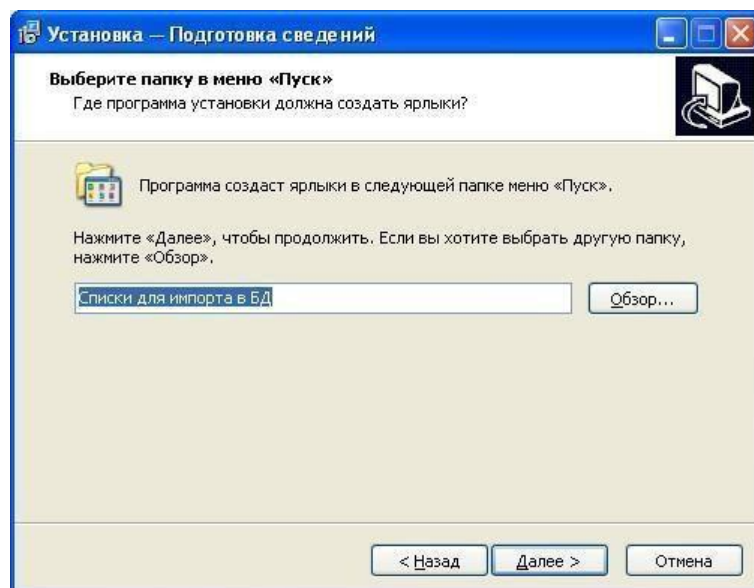 Установка — Подготовка сведений
Выберите папку в меню «Пуск»
Где программа установки должна создать ярлыки?
Программа создаст ярлыки в следующей папке меню «Пуск».
Нажмите «Далее», чтобы продолжить. Если вы хотите выбрать другую папку,
нажмите «Обзор».
Списки для импорта в БД
Обзор...
< Назад
Далее >
Отмена